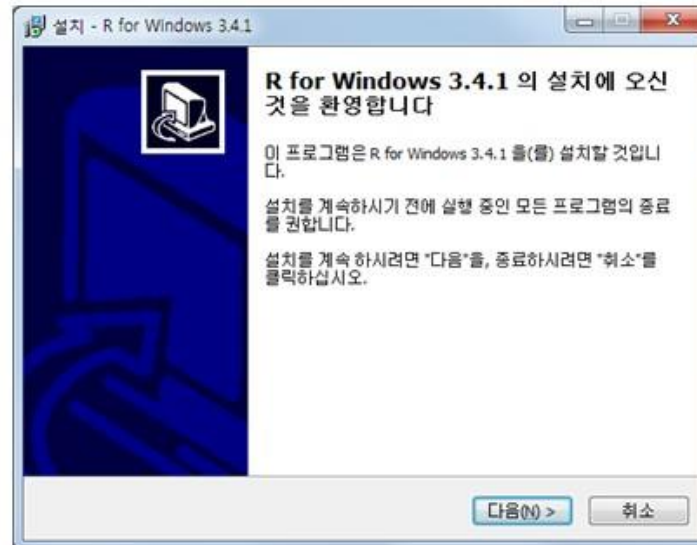 설치 - R for Windows 3.4.1
R for Windows 3.4.1 의 설치에 오신
것을 환영합니다
이 프로그램은 R for Windows 3.4.1 을(를) 설치할 것입니
다.
설치를 계속하시기 전에 실행 중인 모든 프로그램의 종료
를 권합니다.
설치를 계속 하시려면 "다음"을, 종료하시려면 "취소"를
클릭하십시오.
다음(N) >
취소